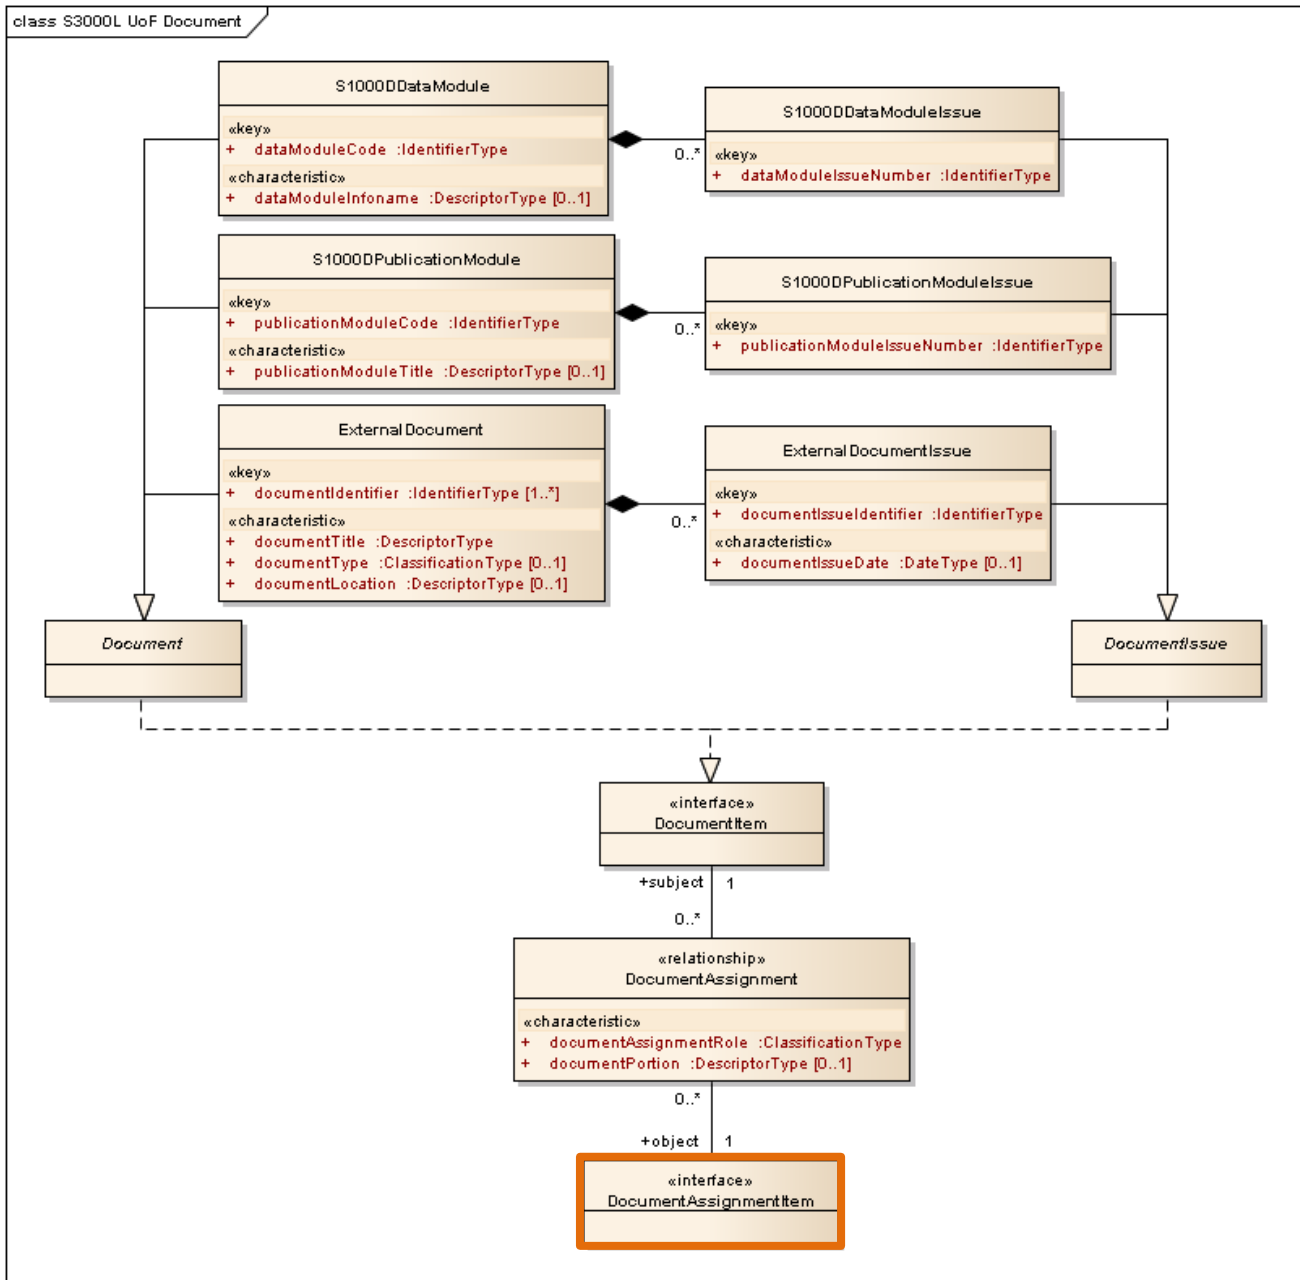 class S3000L UoF Document
S1000DDataModule
«key»
+ dataModuleCode :IdentifierType
«characteristic»
+ dataModuleInfoname :DescriptorType [0..1]
0..*
S1000DDataModuleIssue
«key»
+ dataModuleIssueNumber :IdentifierType
S1000DPublicationModule
«key»
+ publicationModuleCode :IdentifierType
«characteristic»
+ publicationModuleTitle :DescriptorType [0..1]
0..*
S1000DPublicationModuleIssue
«key»
+ publicationModuleIssueNumber :IdentifierType
ExternalDocument
«key»
+ documentIdentifier :IdentifierType [1..*]
«characteristic»
+ documentTitle :DescriptorType
+ documentType :ClassificationType [0..1]
+ documentLocation :DescriptorType [0..1]
0..*
ExternalDocumentIssue
«key»
+ documentIssueIdentifier :IdentifierType
«characteristic»
+ documentIssueDate :DateType [0..1]
Document
DocumentIssue
«interface»
DocumentItem
+subject 1
0..*
«relationship»
DocumentAssignment
«characteristic»
+ documentAssignmentRole :ClassificationType
+ documentPortion :DescriptorType [0..1]
0..*
+object 1
«interface»
DocumentAssignmentItem